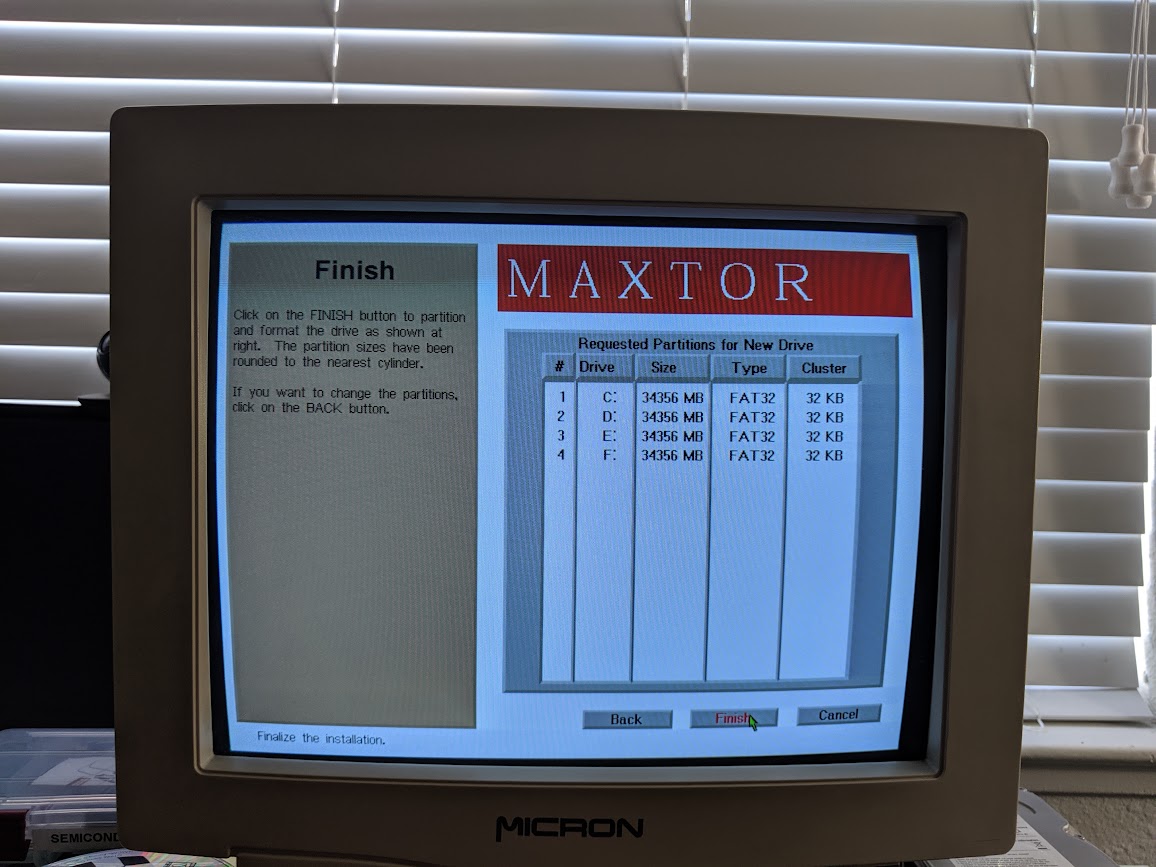 Finish
Click on the FINISH button to partition
and format the drive as shown at
right. The partition sizes have been
rounded to the nearest cylinder.
If you want to change the partitions,
click on the BACK button.
MAXTOR
Requested Partitions for New Drive
# Drive Size Type Cluster
1 C: 34356 MB FAT32 32 KB
2 D: 34356 MB FAT32 32 KB
3 E: 34356 MB FAT32 32 KB
4 F: 34356 MB FAT32 32 KB
Back Finish Cancel
Finalize the installation.
MICRON